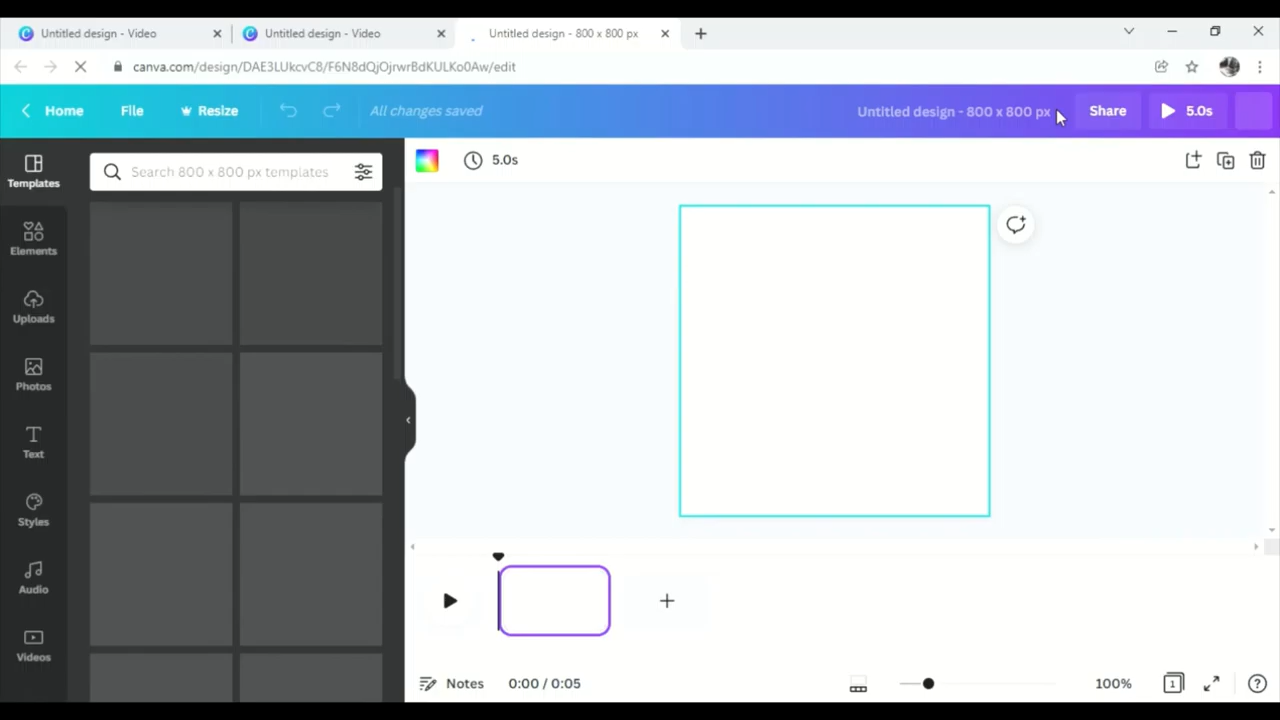 Untitled design - Video
Untitled design - Video
Untitled design - 800 x 800 px
canva.com/design/DAE3LUkcvC8/F6N8dQjOjrwrBdKULKo0Aw/edit
Home
File
Resize
All changes saved
Untitled design - 800 x 800 px
Share
5.0s
Templates
Search 800 x 800 px templates
5.0s
Elements
Uploads
Photos
Text
Styles
Audio
Videos
Notes
0:00 / 0:05
100%
1